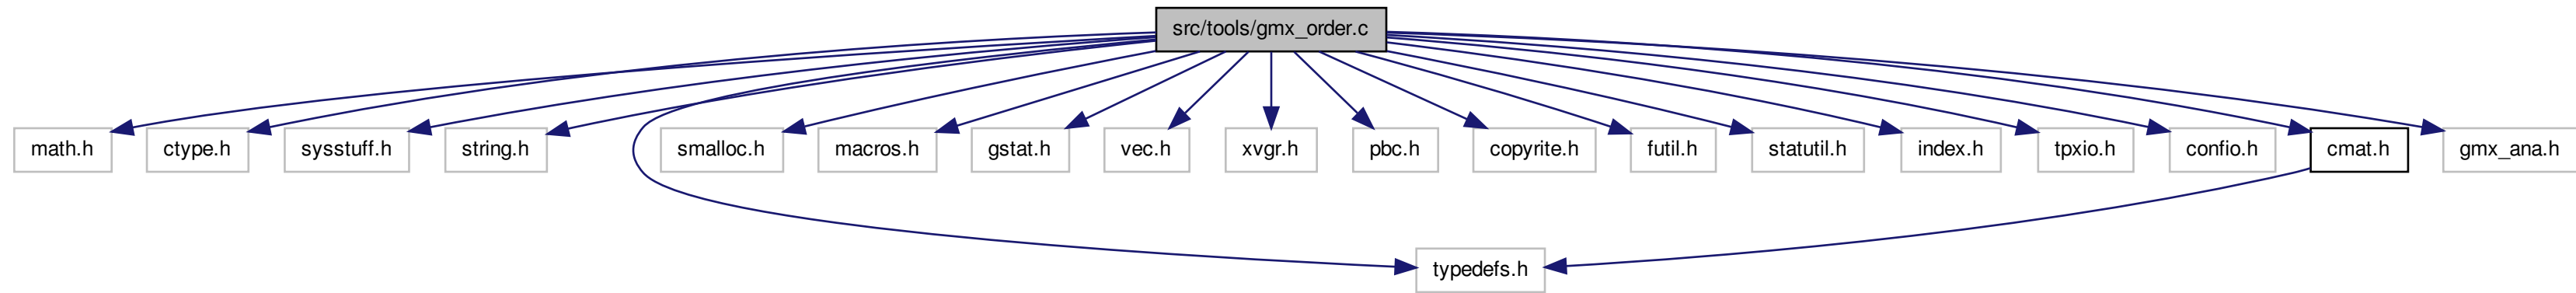 src/tools/gmx_order.c
math.h
ctype.h
sysstuff.h
string.h
smalloc.h
macros.h
gstat.h
vec.h
xvgr.h
pbc.h
copyrite.h
futil.h
statutil.h
index.h
tpxio.h
confio.h
cmat.h
gmx_ana.h
typedefs.h